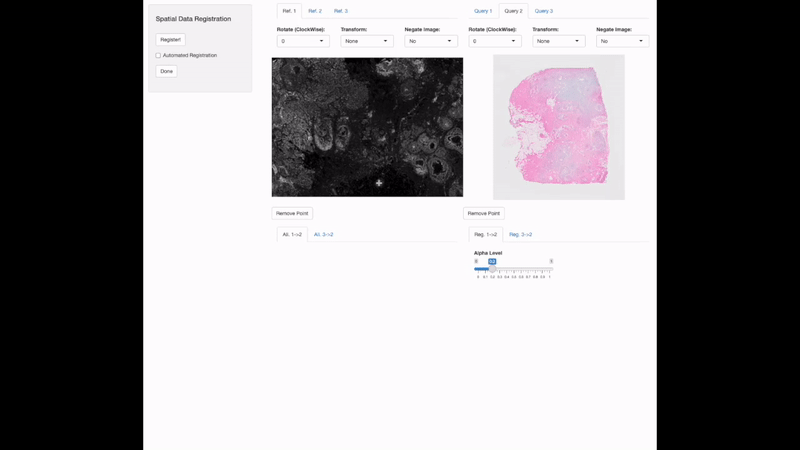 Spatial Data Registration
Register!
Automated Registration
Done
Ref. 1 Ref. 2 Ref. 3
Rotate (ClockWise): Transform: Negate Image:
0 None No
Remove Point
Ali. 1->2 Ali. 3->2
Query 1 Query 2 Query 3
Rotate (ClockWise): Transform: Negate Image:
0 None No
Remove Point
Reg. 1->2 Reg. 3->2
Alpha Level
0 0.2 1
0 0.1 0.2 0.3 0.4 0.5 0.6 0.7 0.8 0.9 1